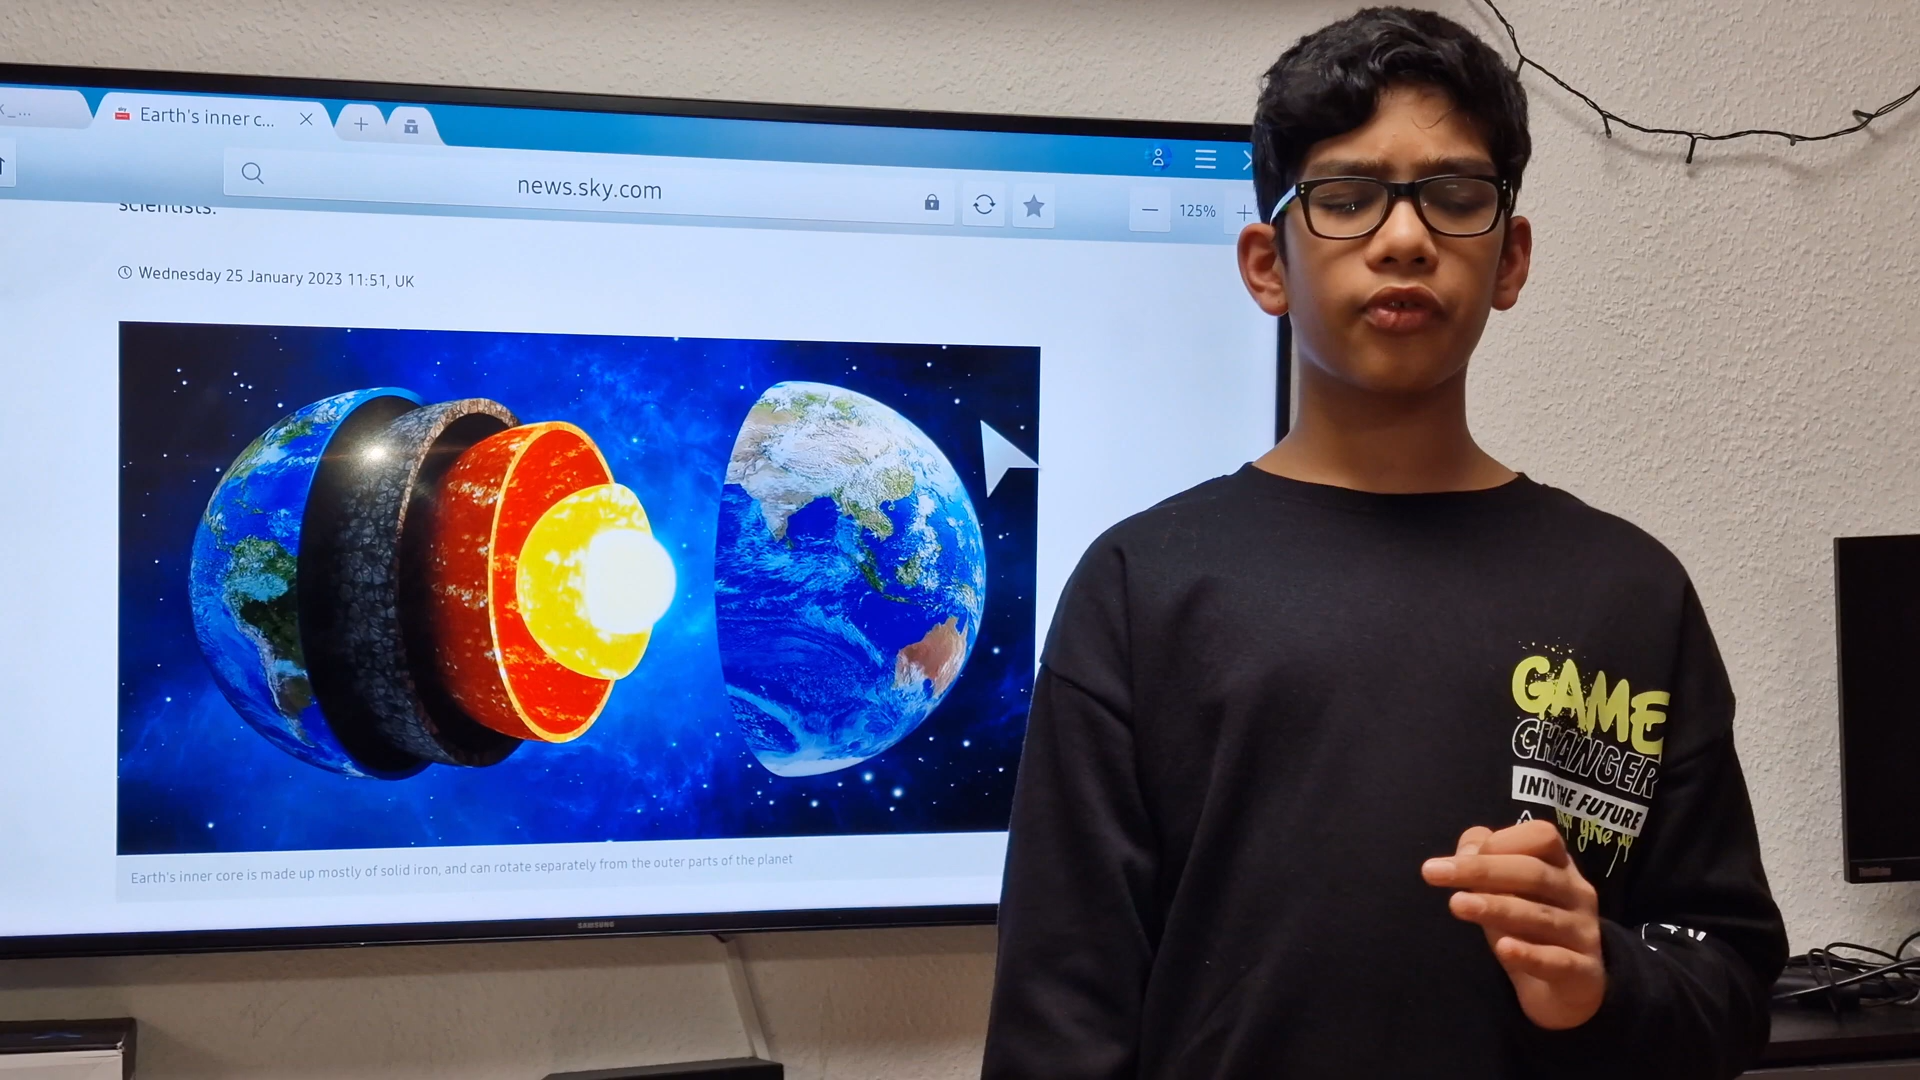 Earth's inner c...
news.sky.com
125%
scientists.
Wednesday 25 January 2023 11:51, UK
Earth's inner core is made up mostly of solid iron, and can rotate separately from the outer parts of the planet
SAMSUNG
GAME
CHANGER
INTO THE FUTURE